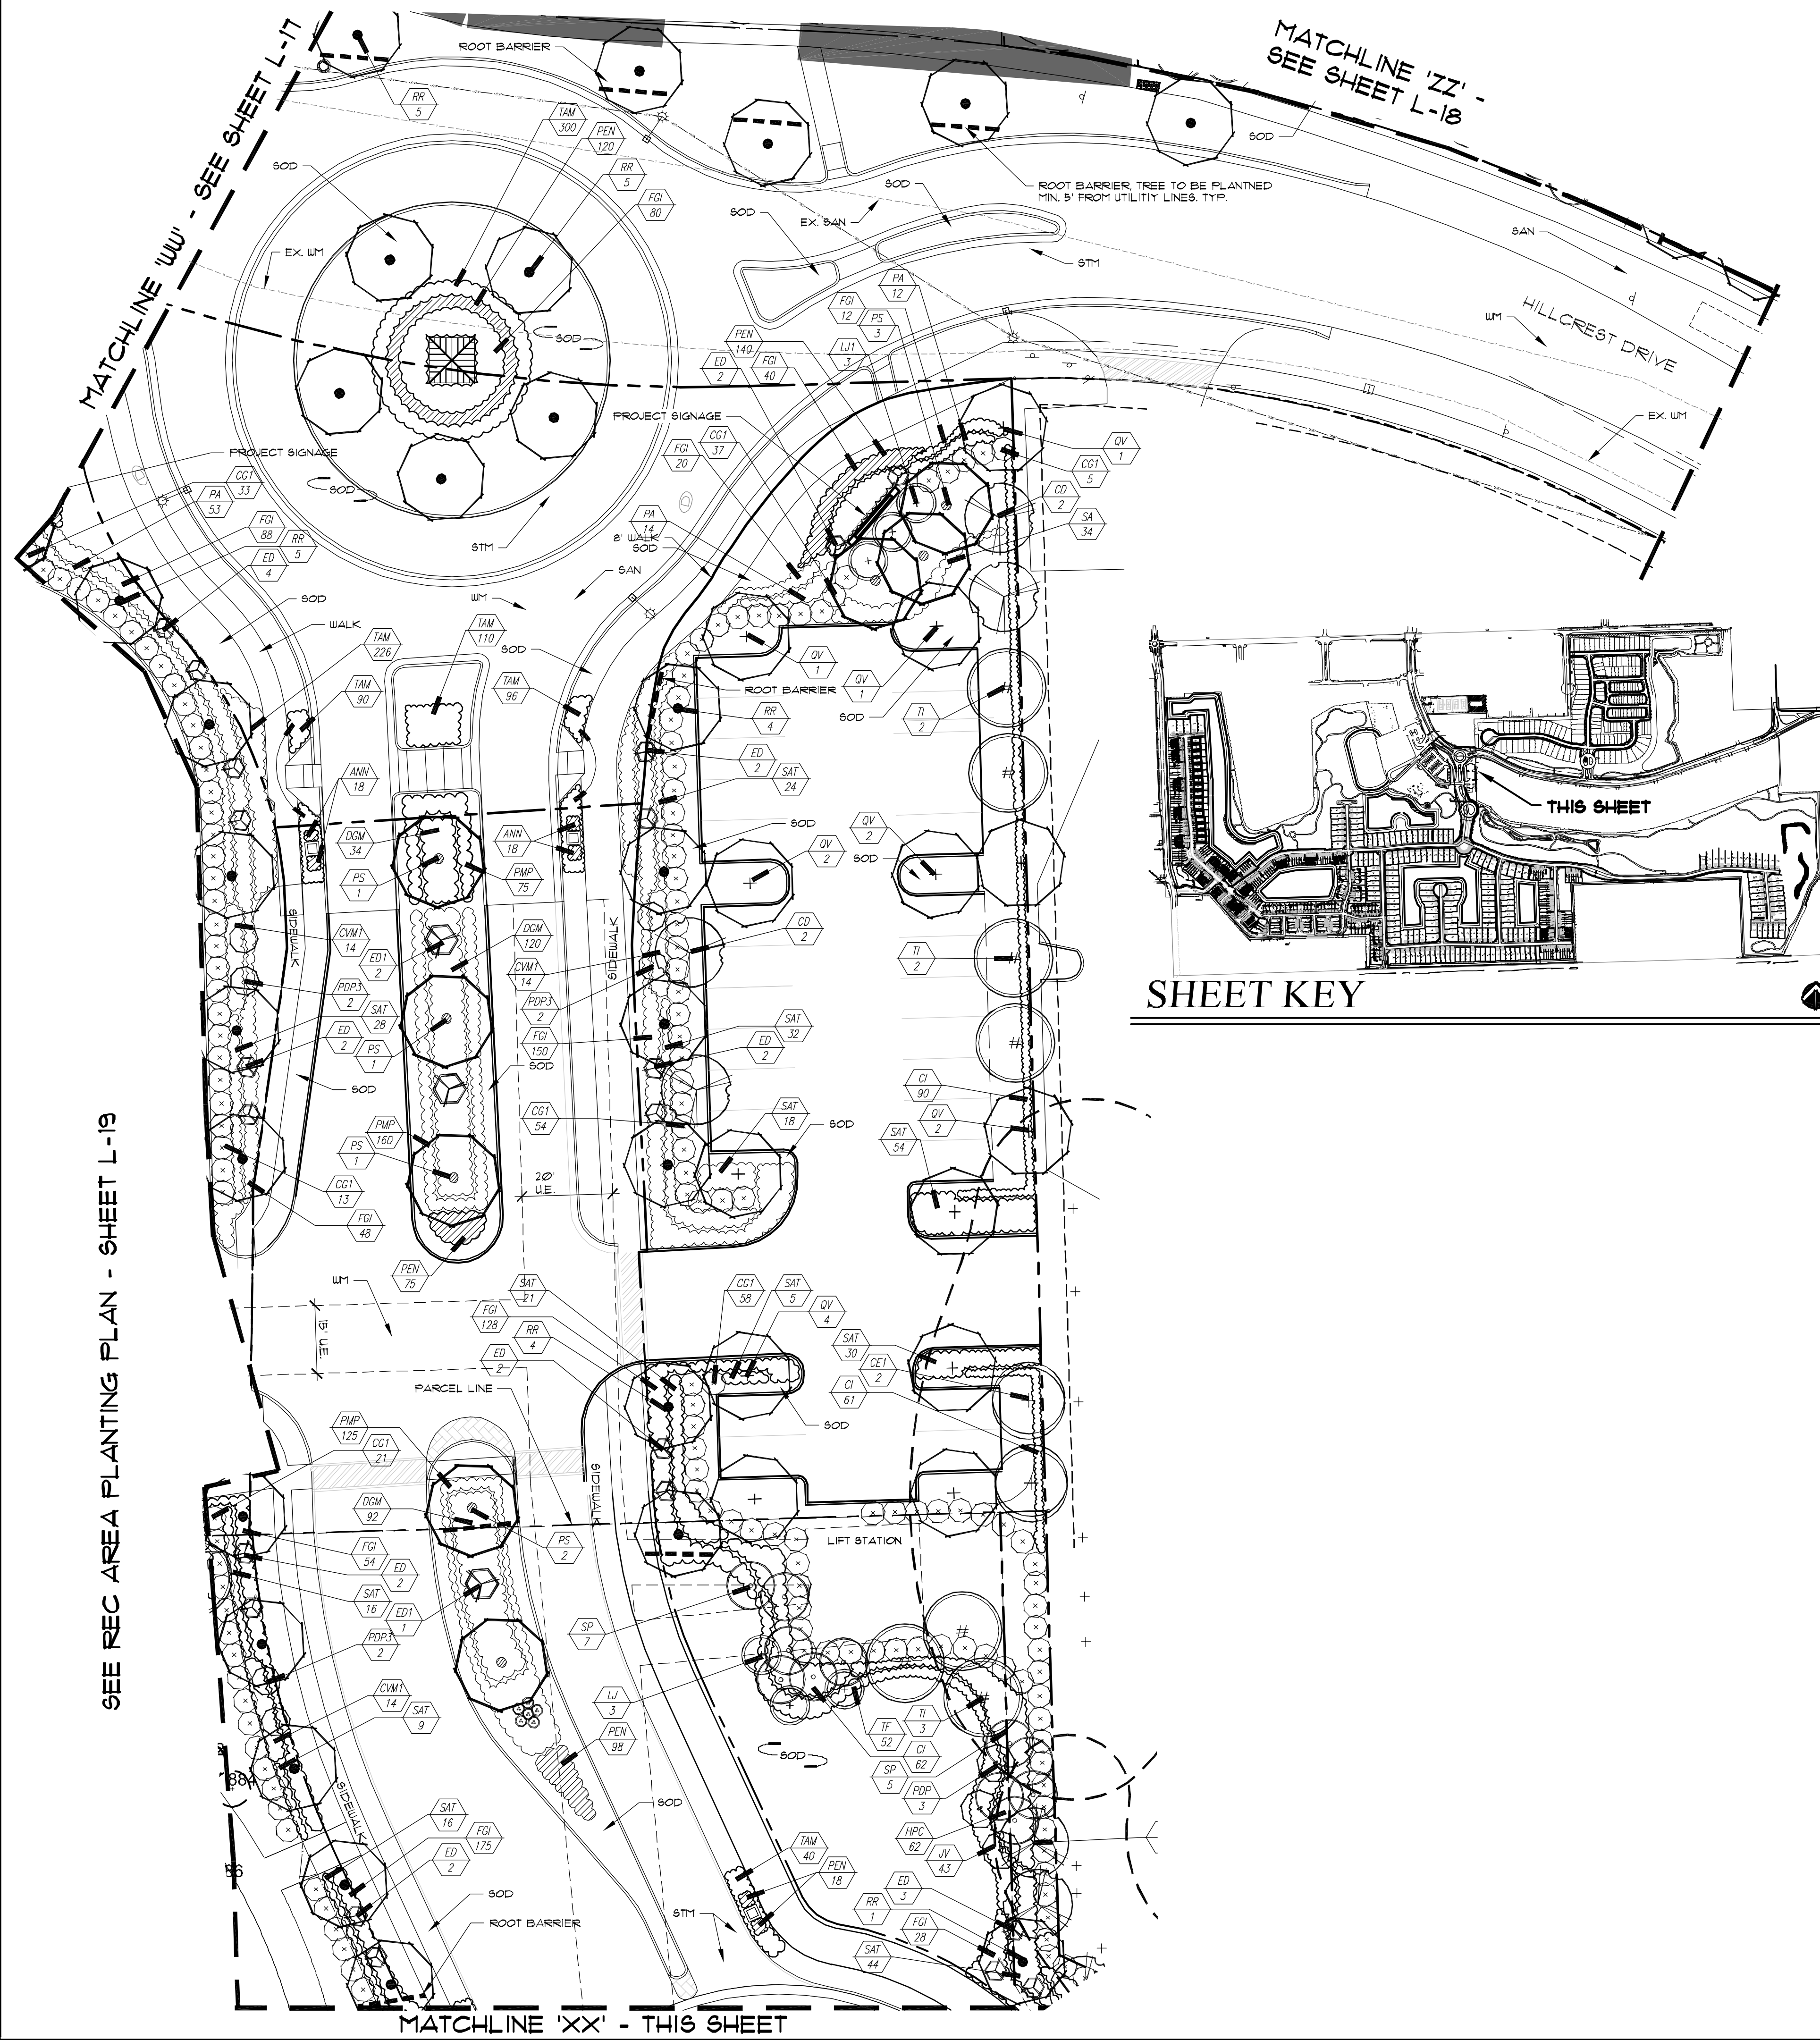 MATCHLINE 'WW' - SEE SHEET L-17
MATCHLINE 'ZZ' -
SEE SHEET L-18
ROOT BARRIER
RR
5
TAM
300
PEN
120
RR
5
FGI
80
SOD
SOD
ROOT BARRIER, TREE TO BE PLANTNED
MIN. 5' FROM UTILITIY LINES. TYP.
SOD
SOD
EX. SAN
STM
EX. WM
SAN
HILLCREST DRIVE
WM
EX. WM
SOD
PA
12
FGI
12
PS
3
PEN
140
LJ1
3
ED
2
FGI
40
PROJECT SIGNAGE
CG1
37
FGI
20
QV
1
CG1
5
CD
2
SA
34
PROJECT SIGNAGE
CG1
33
PA
53
FGI
88
RR
5
ED
4
SOD
STM
PA
14
8' WALK
SOD
SAN
WM
SOD
WALK
TAM
226
TAM
110
SOD
TAM
90
TAM
96
QV
1
ROOT BARRIER
QV
1
SOD
RR
4
TI
2
ED
2
SAT
24
ANN
18
DGM
34
ANN
18
SOD
QV
2
QV
2
SOD
PS
1
PMP
75
SIDEWALK
SIDEWALK
CVM1
14
ED1
2
DGM
120
CVM1
14
CD
2
TI
2
PDP3
2
SAT
28
ED
2
PS
1
PDP3
2
FGI
150
SAT
32
ED
2
SOD
SOD
CI
90
QV
2
CG1
54
SAT
18
SOD
SAT
54
PMP
160
PS
1
20'
U.E.
CG1
13
FGI
48
PEN
75
WM
15' U.E.
SAT
21
FGI
128
RR
4
ED
2
CG1
58
SAT
5
QV
4
SAT
30
CE1
2
CI
61
PARCEL LINE
SOD
SIDEWALK
PMP
125
CG1
21
DGM
92
PS
2
LIFT STATION
FGI
54
ED
2
SAT
16
ED1
1
PDP3
2
SP
7
CVM1
14
SAT
9
LJ
3
PEN
98
TF
52
TI
3
CI
62
SP
5
PDP
3
SOD
SIDEWALK
SOD
SAT
16
FGI
175
ED
2
HPC
62
JV
43
TAM
40
PEN
18
ED
3
RR
1
FGI
28
SAT
44
SOD
ROOT BARRIER
STM
MATCHLINE 'XX' - THIS SHEET
SEE REC AREA PLANTING PLAN - SHEET L-19
THIS SHEET
SHEET KEY